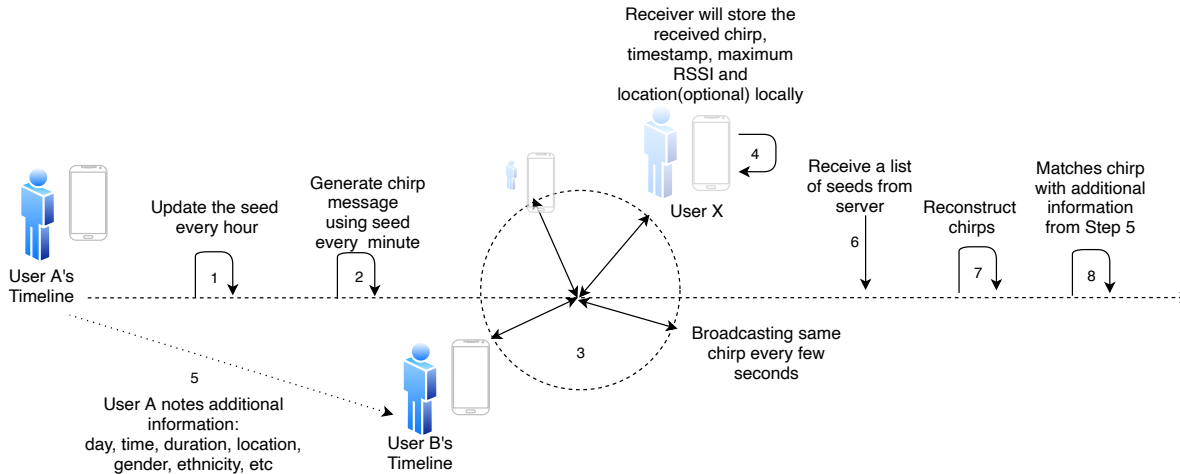 Receiver will store the
received chirp,
timestamp, maximum
RSSI and
location(optional) locally
4
User X
Generate chirp
message
using seed
every  minute
Update the seed
every hour
Receive a list
of seeds from
server
Matches chirp
with additional
information
from Step 5
Reconstruct
chirps
User A's
Timeline
1
2
6
7
8
3
Broadcasting same
chirp every few
seconds
5
User A notes additional
information:
day, time, duration, location,
gender, ethnicity, etc
User B's
Timeline